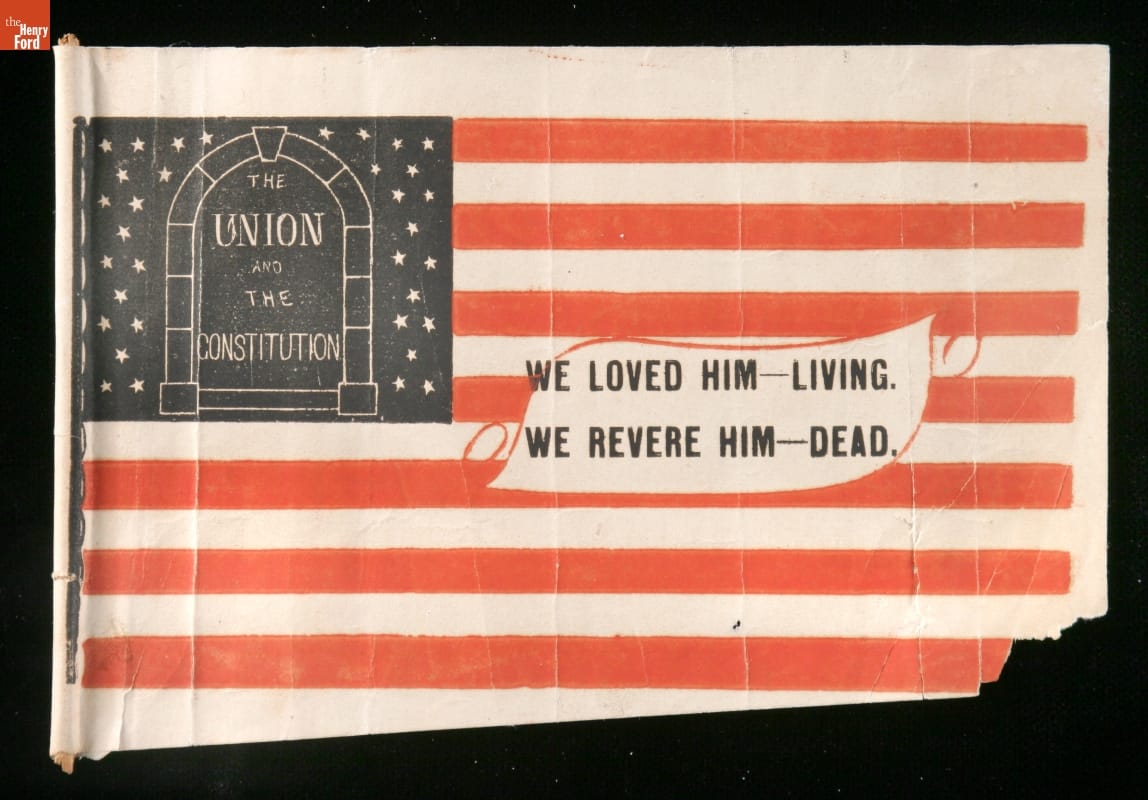 the
Henry
Ford
THE
UNION
AND
THE
CONSTITUTION
WE LOVED HIM—LIVING.
WE REVERE HIM—DEAD.